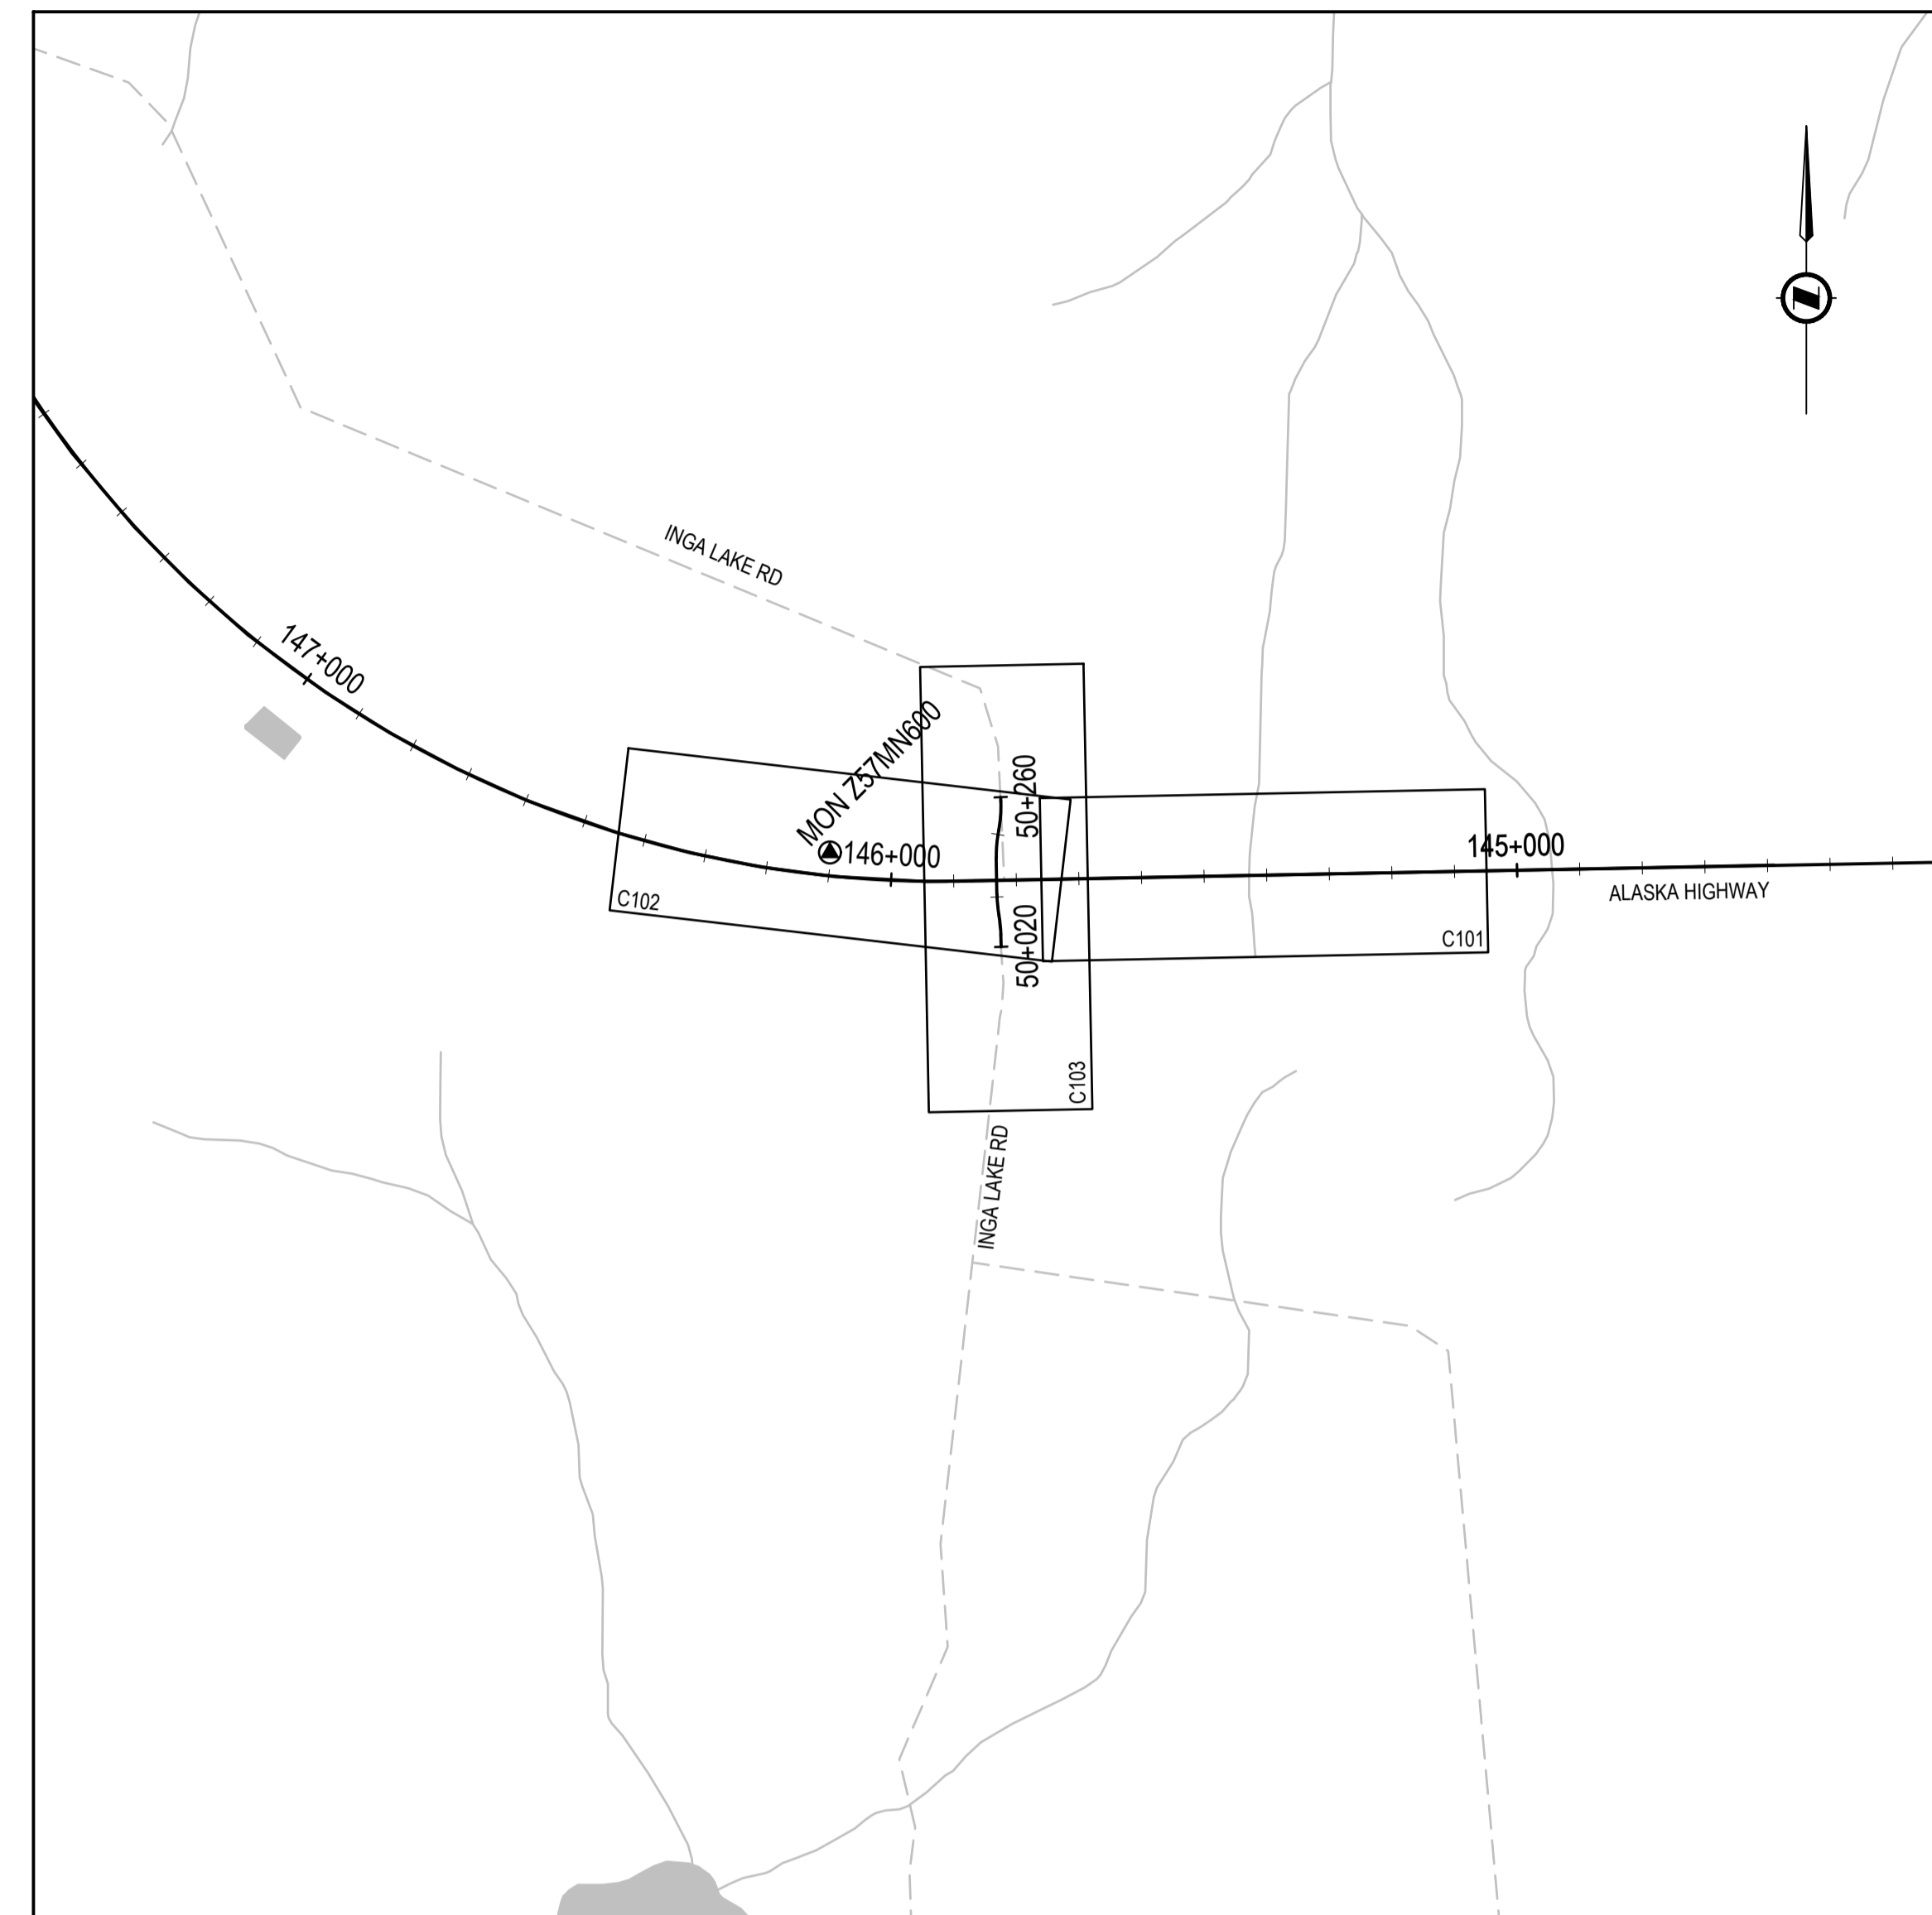 INGA LAKE RD
147+000
MON 257MN600
50+260
146+000
145+000
ALASKA HIGHWAY
C102
50+020
C101
C103
INGA LAKE RD